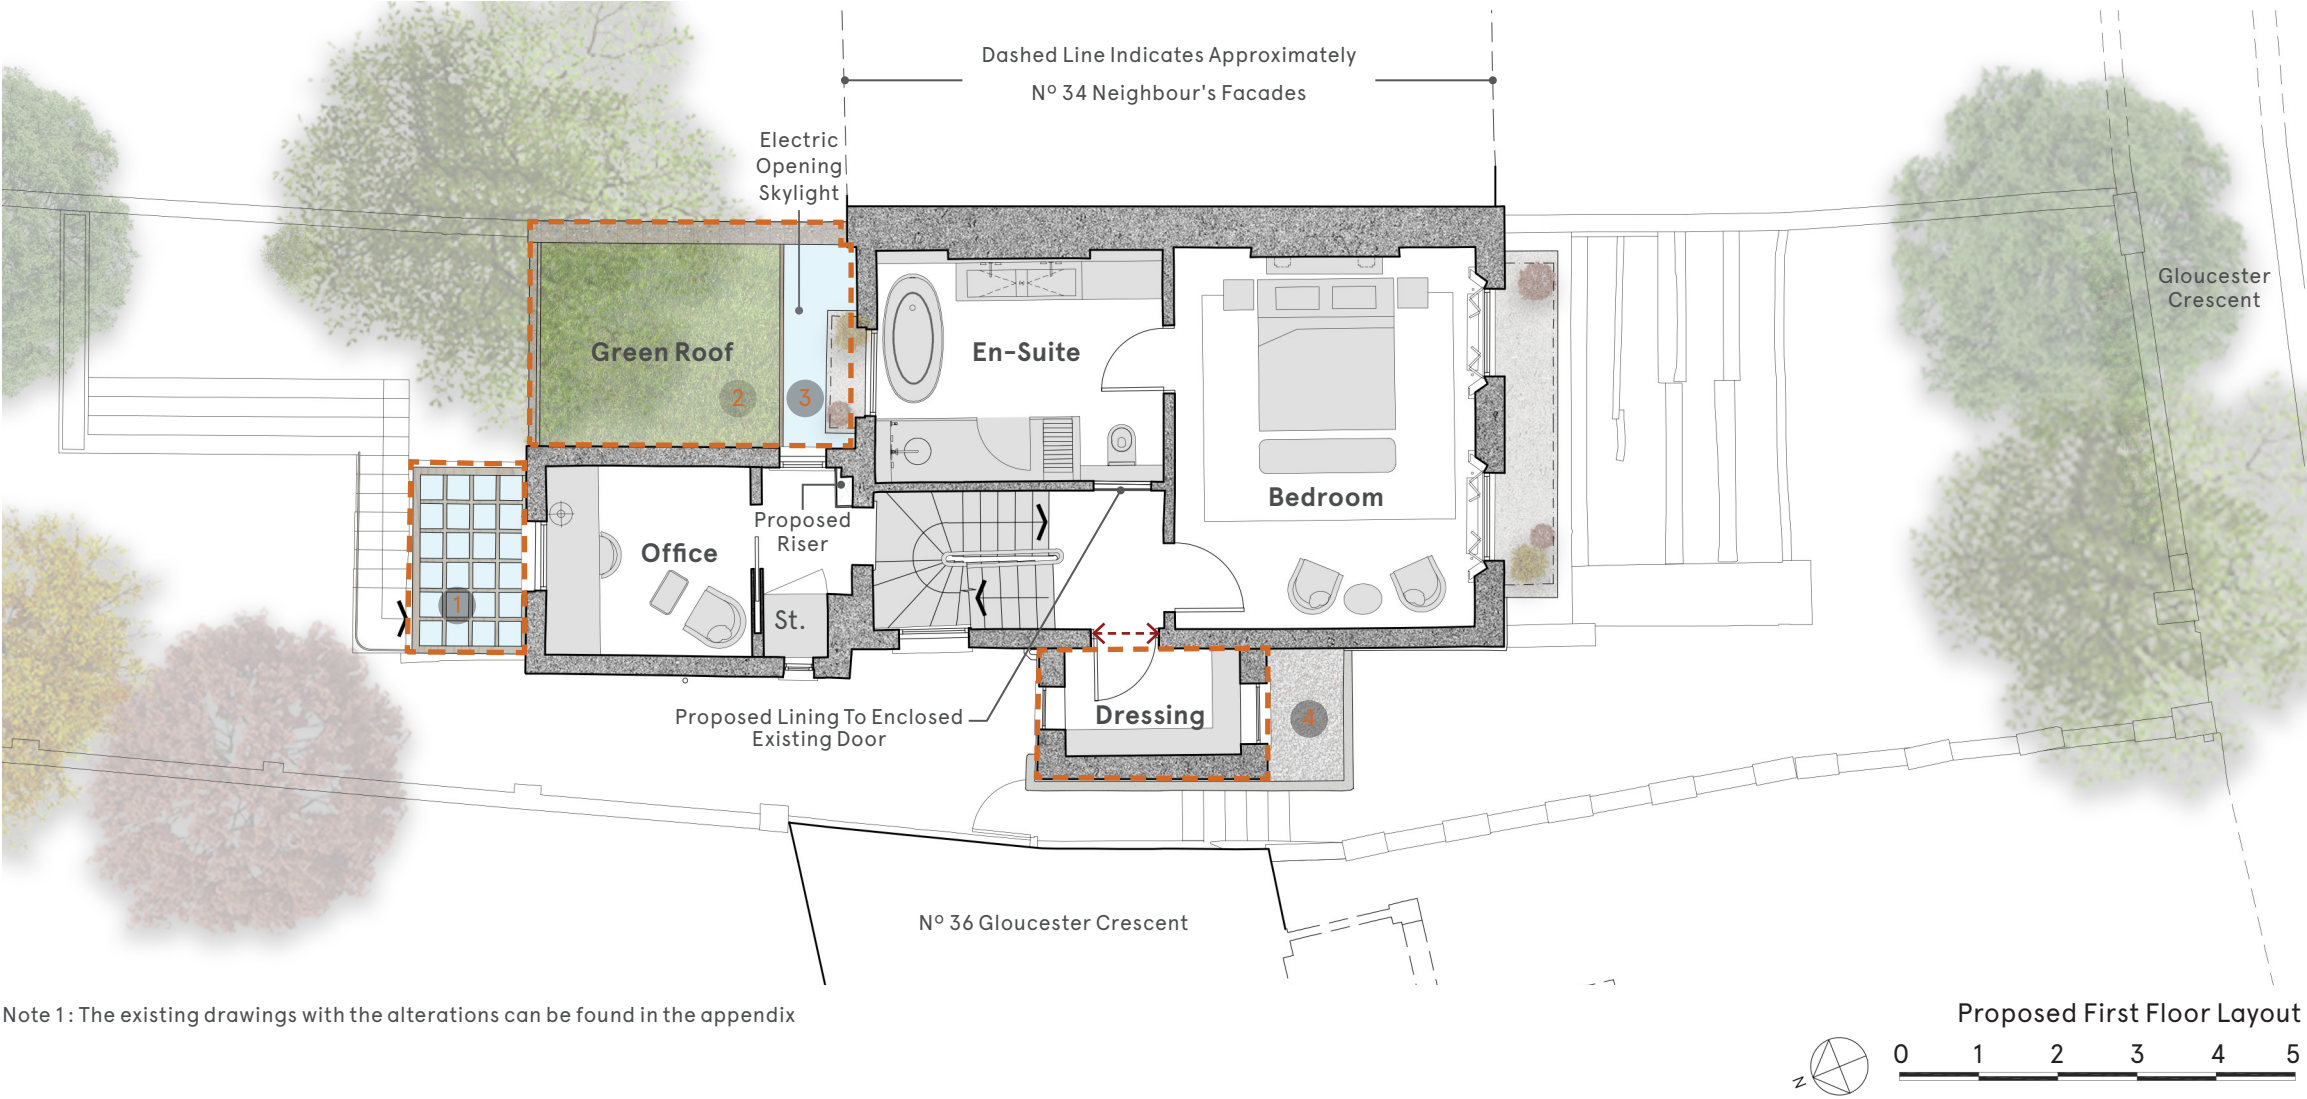 Dashed Line Indicates Approximately
Nº 34 Neighbour's Facades
Electric
Opening
Skylight
Gloucester
Crescent
Green Roof
En-Suite
2
3
Bedroom
Proposed
Riser
Office
1
St.
Proposed Lining To Enclosed
Existing Door
Dressing
4
Nº 36 Gloucester Crescent
Note 1 : The existing drawings with the alterations can be found in the appendix
Proposed First Floor Layout
0 1 2 3 4 5
N